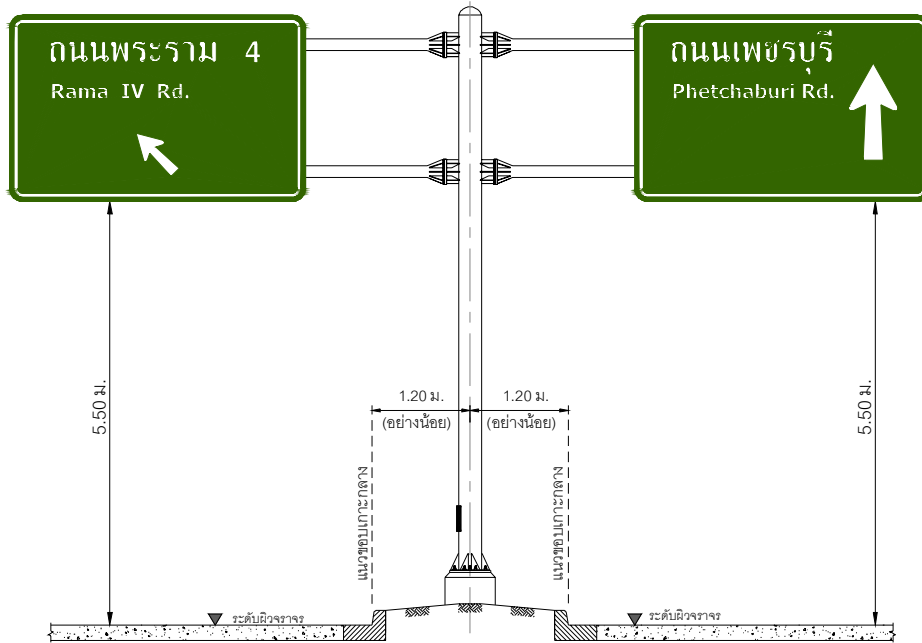 ถนนพระราม 4
Rama IV Rd.
ถนนเพชรบุรี
Phetchaburi Rd.
1.20 ม.
1.20 ม.
(อย่างน้อย)
(อย่างน้อย)
5.50 ม.
5.50 ม.
แนวขอบเกาะกลาง
แนวขอบเกาะกลาง
ระดับผิวจราจร
ระดับผิวจราจร